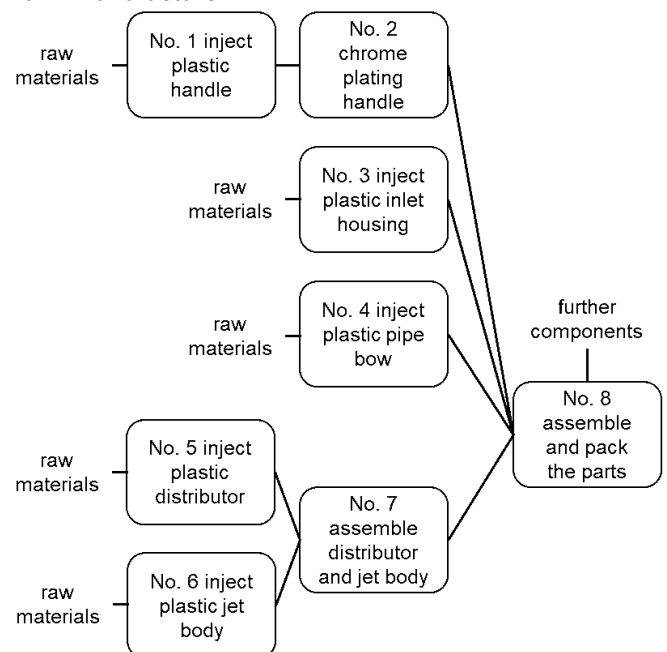 raw
materials
No. 1 inject
plastic
handle
No. 2
chrome
plating
handle
raw
materials
No. 3 inject
plastic inlet
housing
raw
materials
No. 4 inject
plastic pipe
bow
further
components
No. 8
assemble
and pack
the parts
raw
materials
No. 5 inject
plastic
distributor
No. 7
assemble
distributor
and jet body
raw
materials
No. 6 inject
plastic jet
body